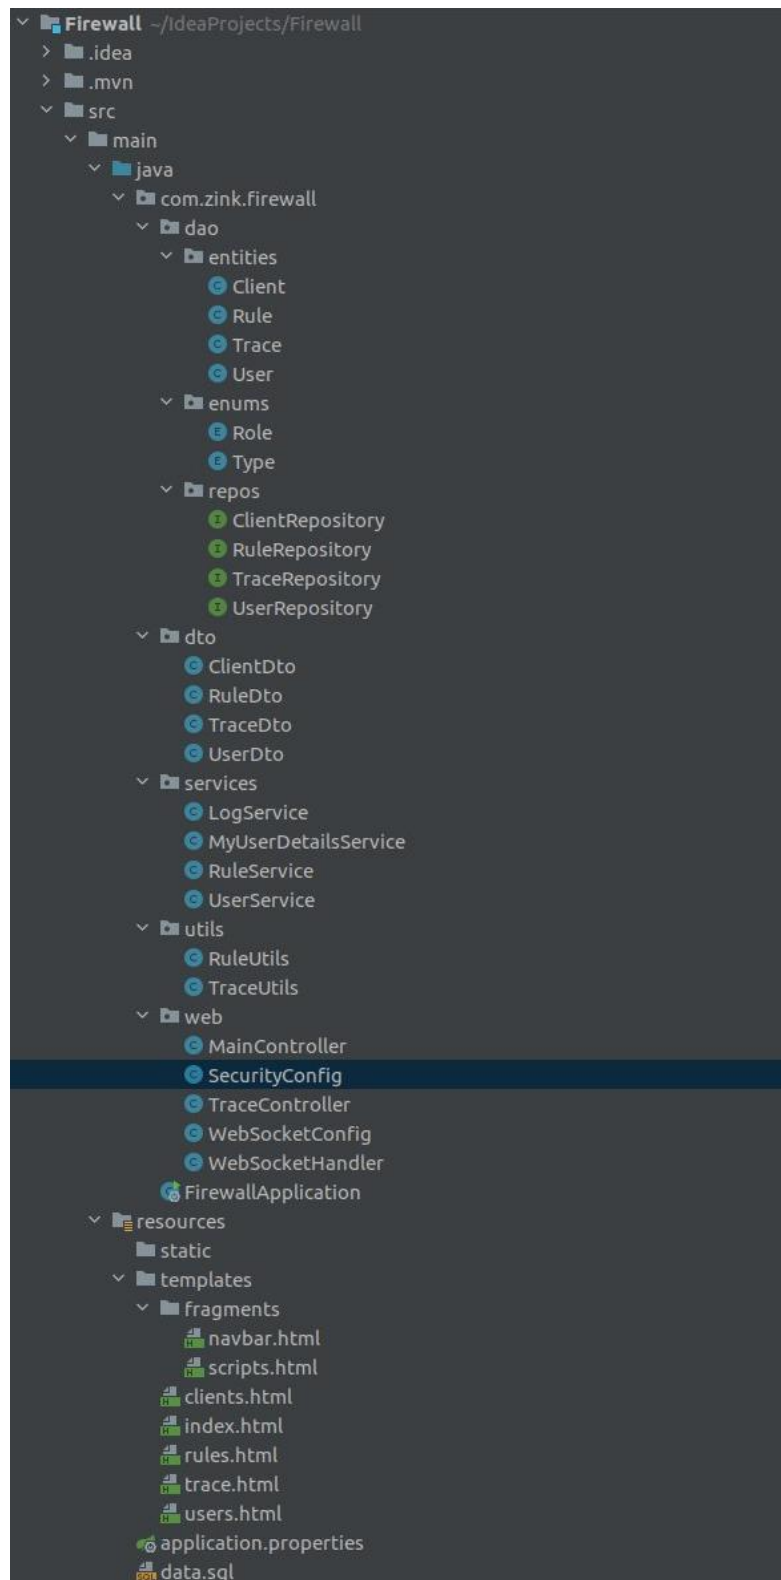 Firewall ~/IdeaProjects/Firewall
.idea
.mvn
src
main
java
com.zink.firewall
dao
entities
Client
Rule
Trace
User
enums
Role
Type
repos
ClientRepository
RuleRepository
TraceRepository
UserRepository
dto
ClientDto
RuleDto
TraceDto
UserDto
services
LogService
MyUserDetailsService
RuleService
UserService
utils
RuleUtils
TraceUtils
web
MainController
SecurityConfig
TraceController
WebSocketConfig
WebSocketHandler
FirewallApplication
resources
static
templates
fragments
navbar.html
scripts.html
clients.html
index.html
rules.html
trace.html
users.html
application.properties
data.sql